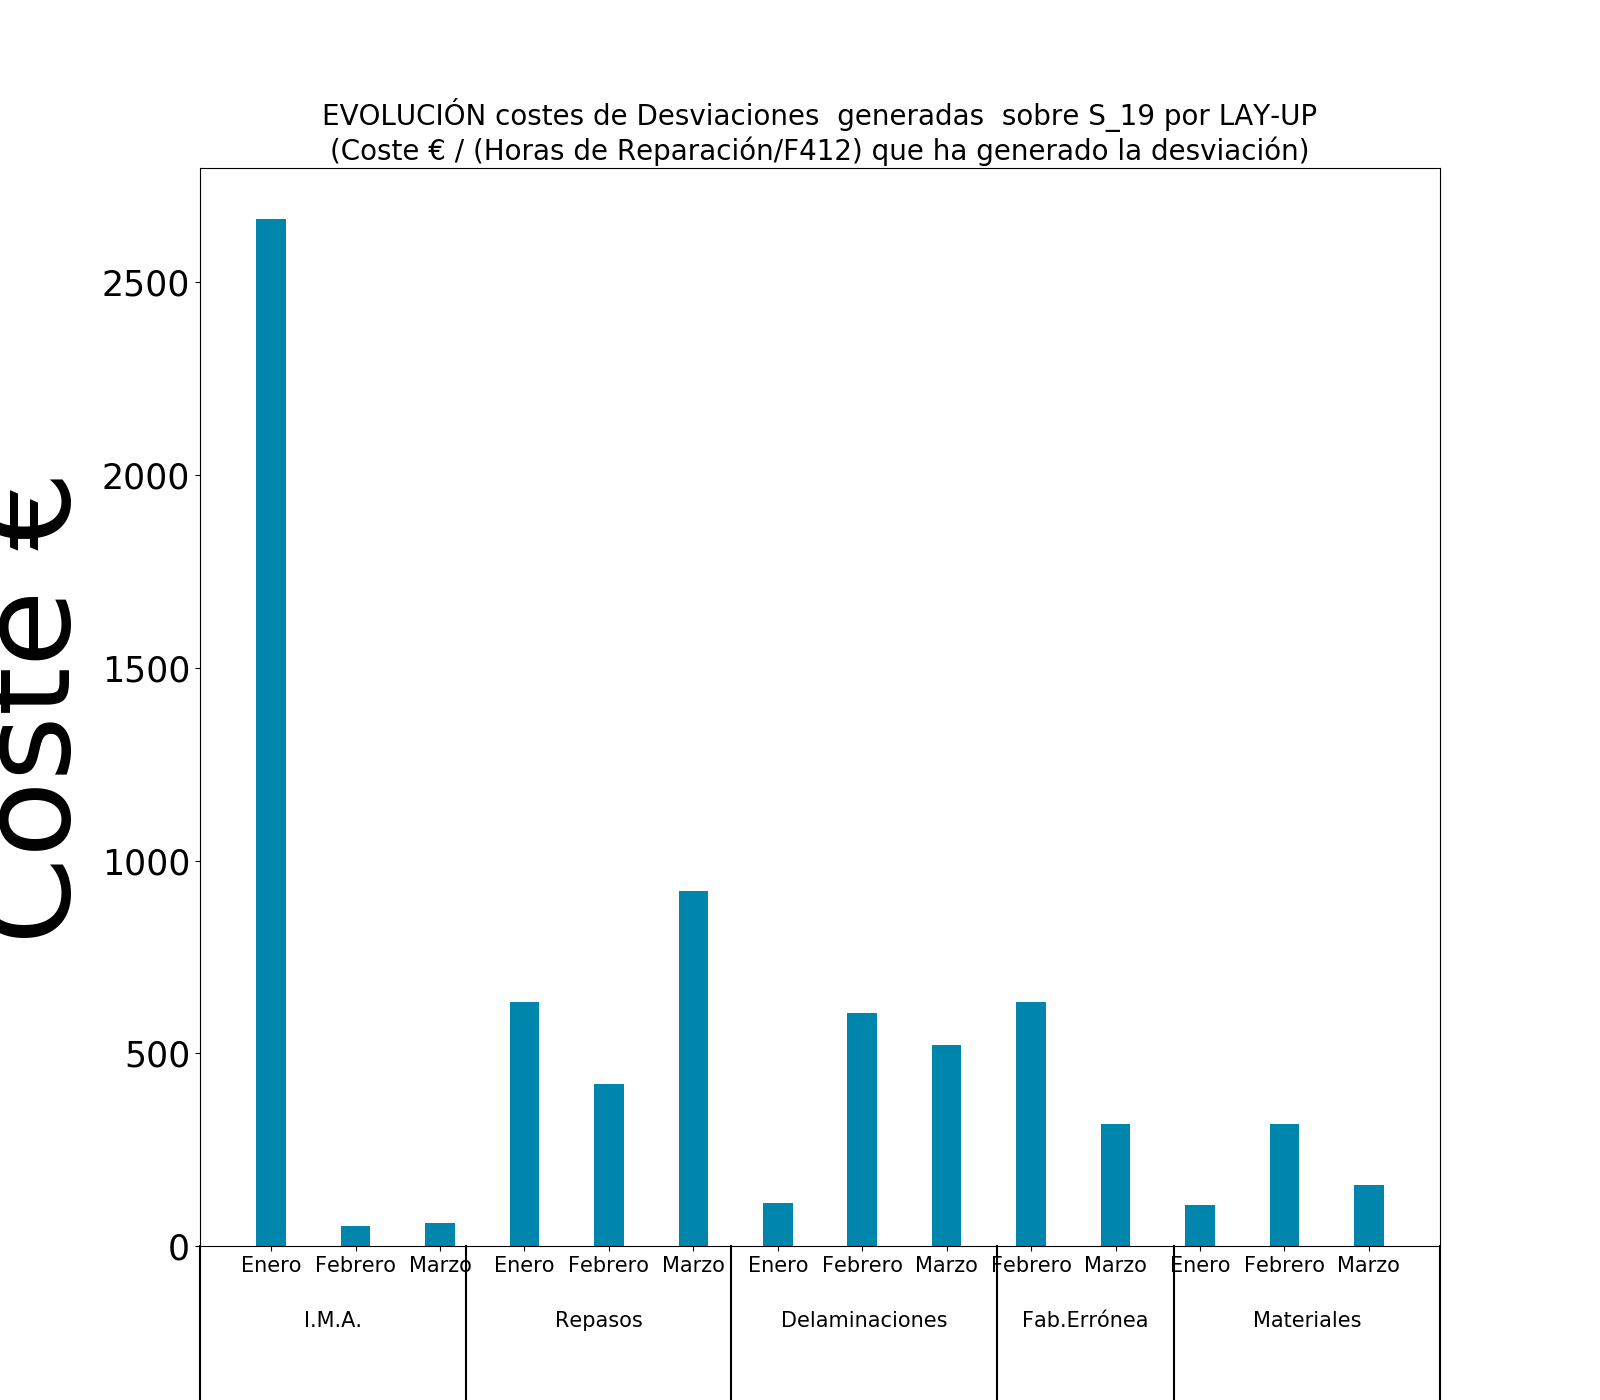 EVOLUCIÓN costes de Desviaciones  generadas  sobre S_19 por LAY-UP
(Coste € / (Horas de Reparación/F412) que ha generado la desviación)
Coste €
2500
2000
1500
1000
500
0
Enero Febrero Marzo Enero Febrero Marzo Enero Febrero Marzo Febrero Marzo Enero Febrero Marzo
I.M.A. Repasos Delaminaciones Fab.Errónea Materiales